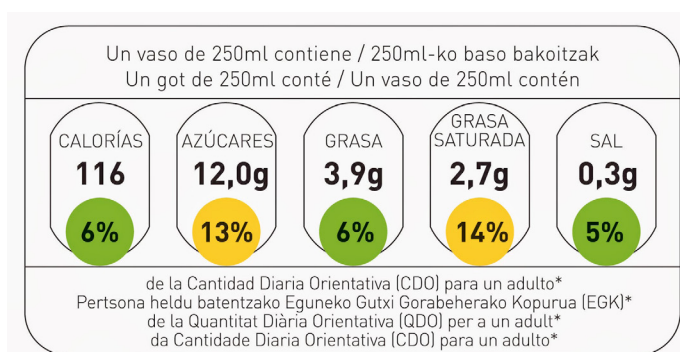 Un vaso de 250ml contiene / 250ml-ko baso bakoitzak
Un got de 250ml conté / Un vaso de 250ml contén
CALORÍAS
116
6%
AZÚCARES
12,0g
13%
GRASA
3,9g
6%
GRASA
SATURADA
2,7g
14%
SAL
0,3g
5%
de la Cantidad Diaria Orientativa (CDO) para un adulto*
Pertsona heldu batentzako Eguneko Gutxi Gorabeherako Kopurua (EGK)*
de la Quantitat Diària Orientativa (QDO) per a un adult*
da Cantidade Diaria Orientativa (CDO) para un adulto*